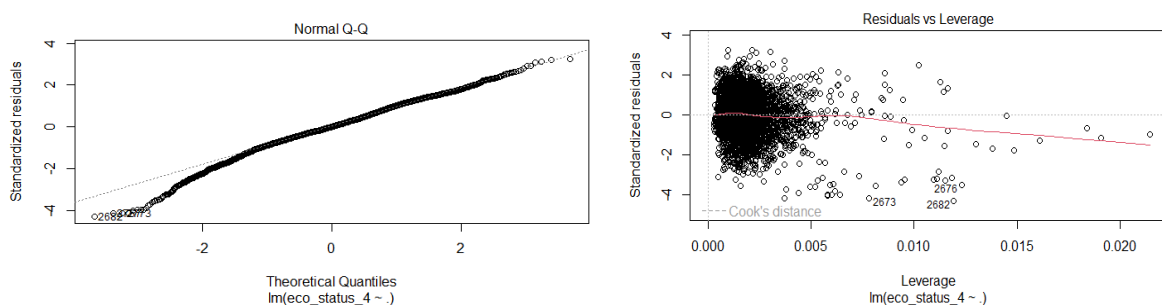 Normal Q-Q
Standardized residuals
4
2
0
-2
-4
2682
2673
-2
0
2
Theoretical Quantiles
lm(eco_status_4 ~ .)
Residuals vs Leverage
Standardized residuals
4
2
0
-2
-4
2676
2673
2682
Cook's distance
0.000
0.005
0.010
0.015
0.020
Leverage
lm(eco_status_4 ~ .)